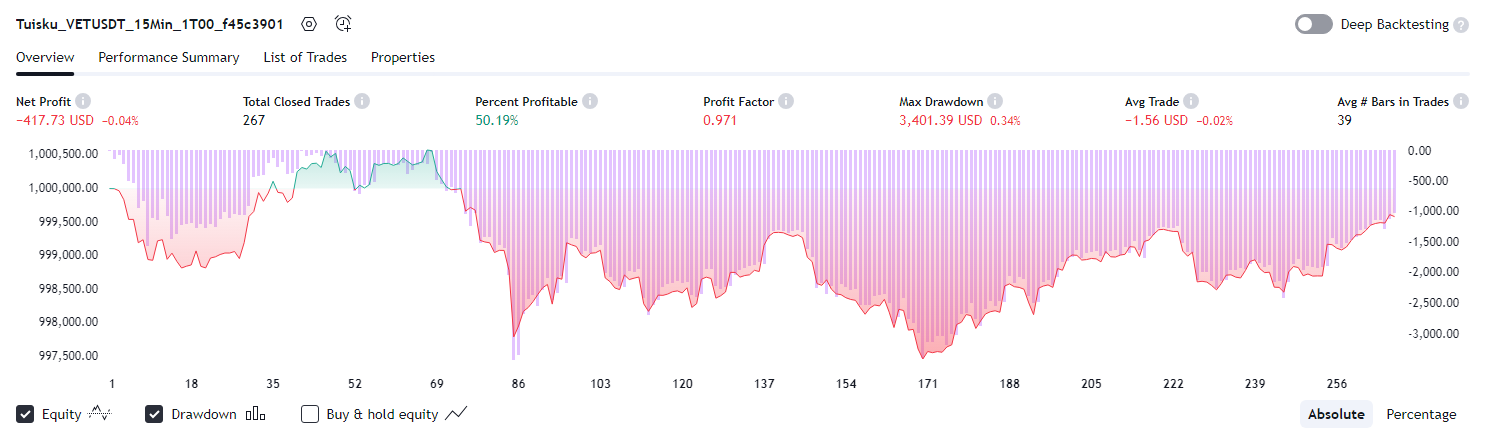 Tuisku_VETUSDT_15Min_1T00_f45c3901 Deep Backtesting ?
Overview Performance Summary List of Trades Properties
Net Profit i Total Closed Trades i Percent Profitable i Profit Factor i Max Drawdown i Avg Trade i Avg # Bars in Trades i
−417.73 USD −0.04% 267 50.19% 0.971 3,401.39 USD 0.34% −1.56 USD −0.02% 39
1,000,500.00 0.00
1,000,000.00 -500.00
999,500.00 -1,000.00
999,000.00 -1,500.00
998,500.00 -2,000.00
998,000.00 -2,500.00
997,500.00 -3,000.00
1 18 35 52 69 86 103 120 137 154 171 188 205 222 239 256
Equity Drawdown Buy & hold equity Absolute Percentage